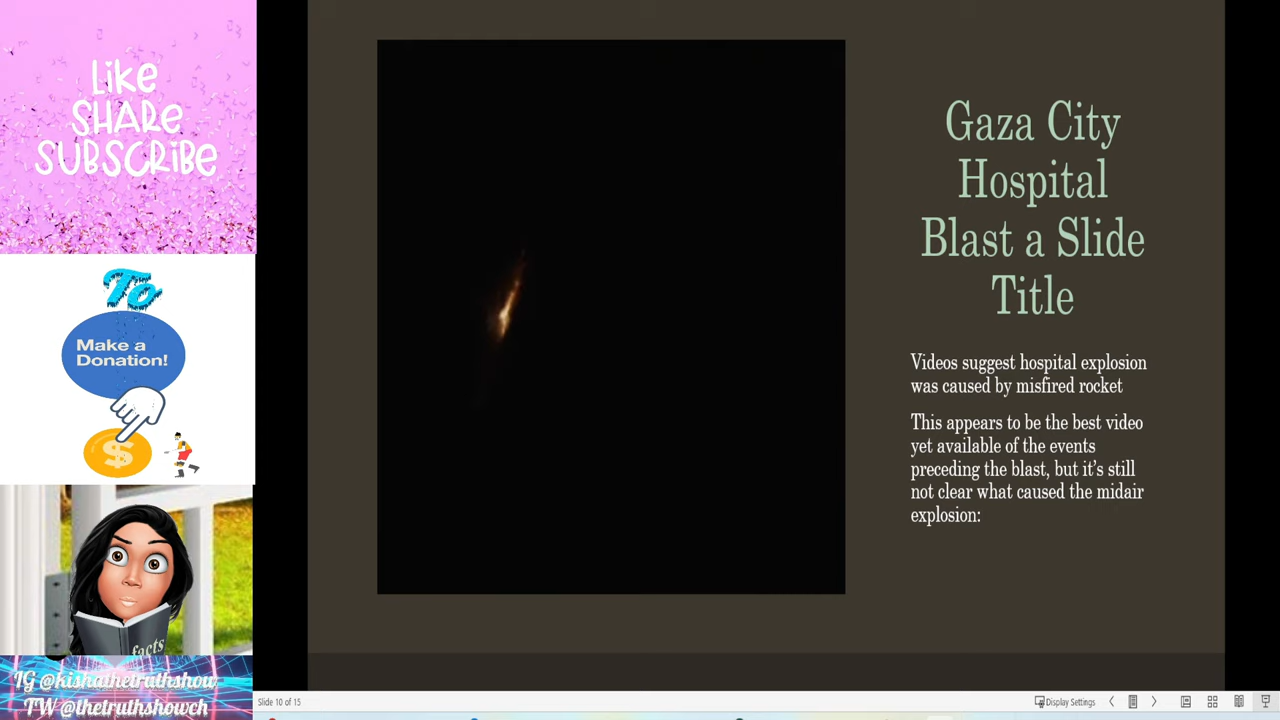 Like
SHARE
SUBSCRiBE
To
Make a
Donation!
$
facts
IG @kishathetruthshow
TW @thetruthshowch
Gaza City
Hospital
Blast a Slide
Title
Videos suggest hospital explosion
was caused by misfired rocket
This appears to be the best video
yet available of the events
preceding the blast, but it’s still
not clear what caused the midair
explosion:
Slide 10 of 15
Display Settings